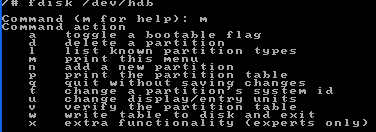 /# fdisk /dev/hdb
Command (m for help): m
Command action
a toggle a bootable flag
d delete a partition
l list known partition types
m print this menu
n add a new partition
p print the partition table
q quit without saving changes
t change a partition's system id
u change display/entry units
v verify the partition table
w write table to disk and exit
x extra functionality (experts only)